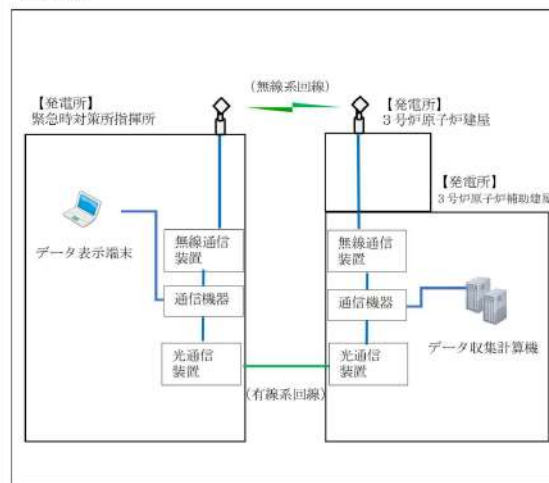 (無線系回線)
【発電所】
緊急時対策所指揮所
【発電所】
3号炉原子炉建屋
【発電所】
3号炉原子炉補助建屋
データ表示端末
無線通信
装置
通信機器
光通信
装置
無線通信
装置
通信機器
光通信
装置
データ収集計算機
(有線系回線)